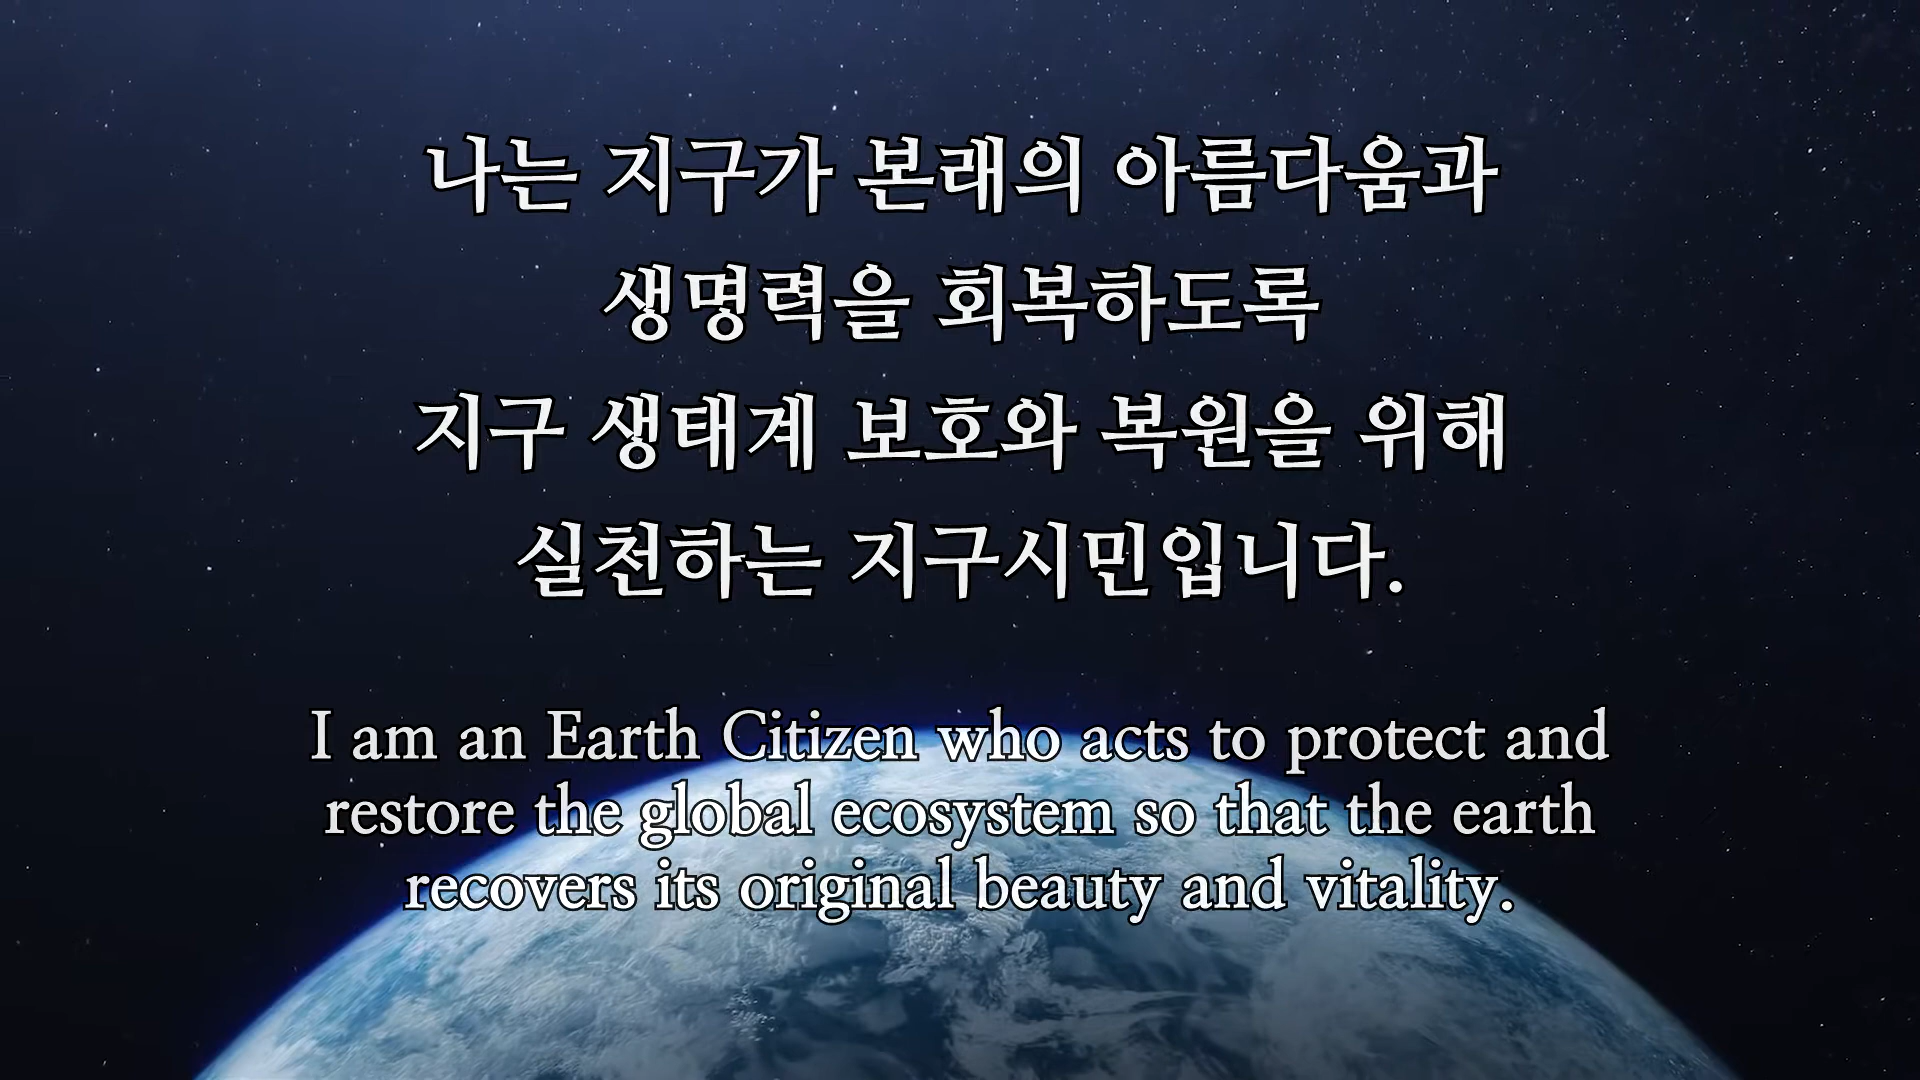 나는 지구가 본래의 아름다움과
생명력을 회복하도록
지구 생태계 보호와 복원을 위해
실천하는 지구시민입니다.
I am an Earth Citizen who acts to protect and
restore the global ecosystem so that the earth
recovers its original beauty and vitality.